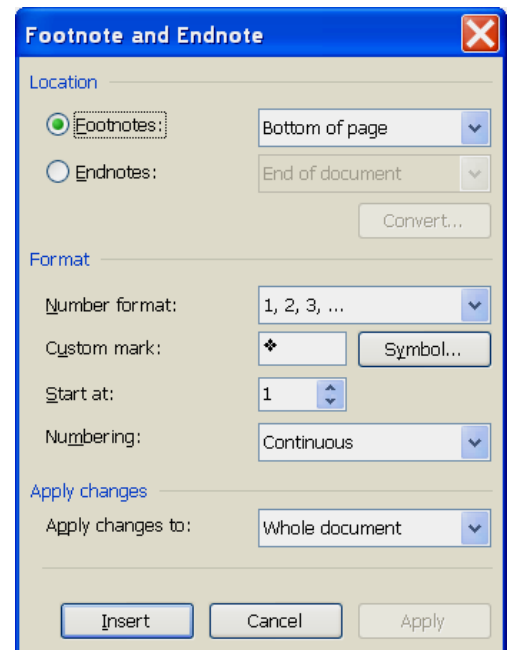 Footnote and Endnote
Location
Footnotes: Bottom of page
Endnotes: End of document
Convert...
Format
Number format: 1, 2, 3, ...
Custom mark: ❖ Symbol...
Start at: 1
Numbering: Continuous
Apply changes
Apply changes to: Whole document
Insert Cancel Apply